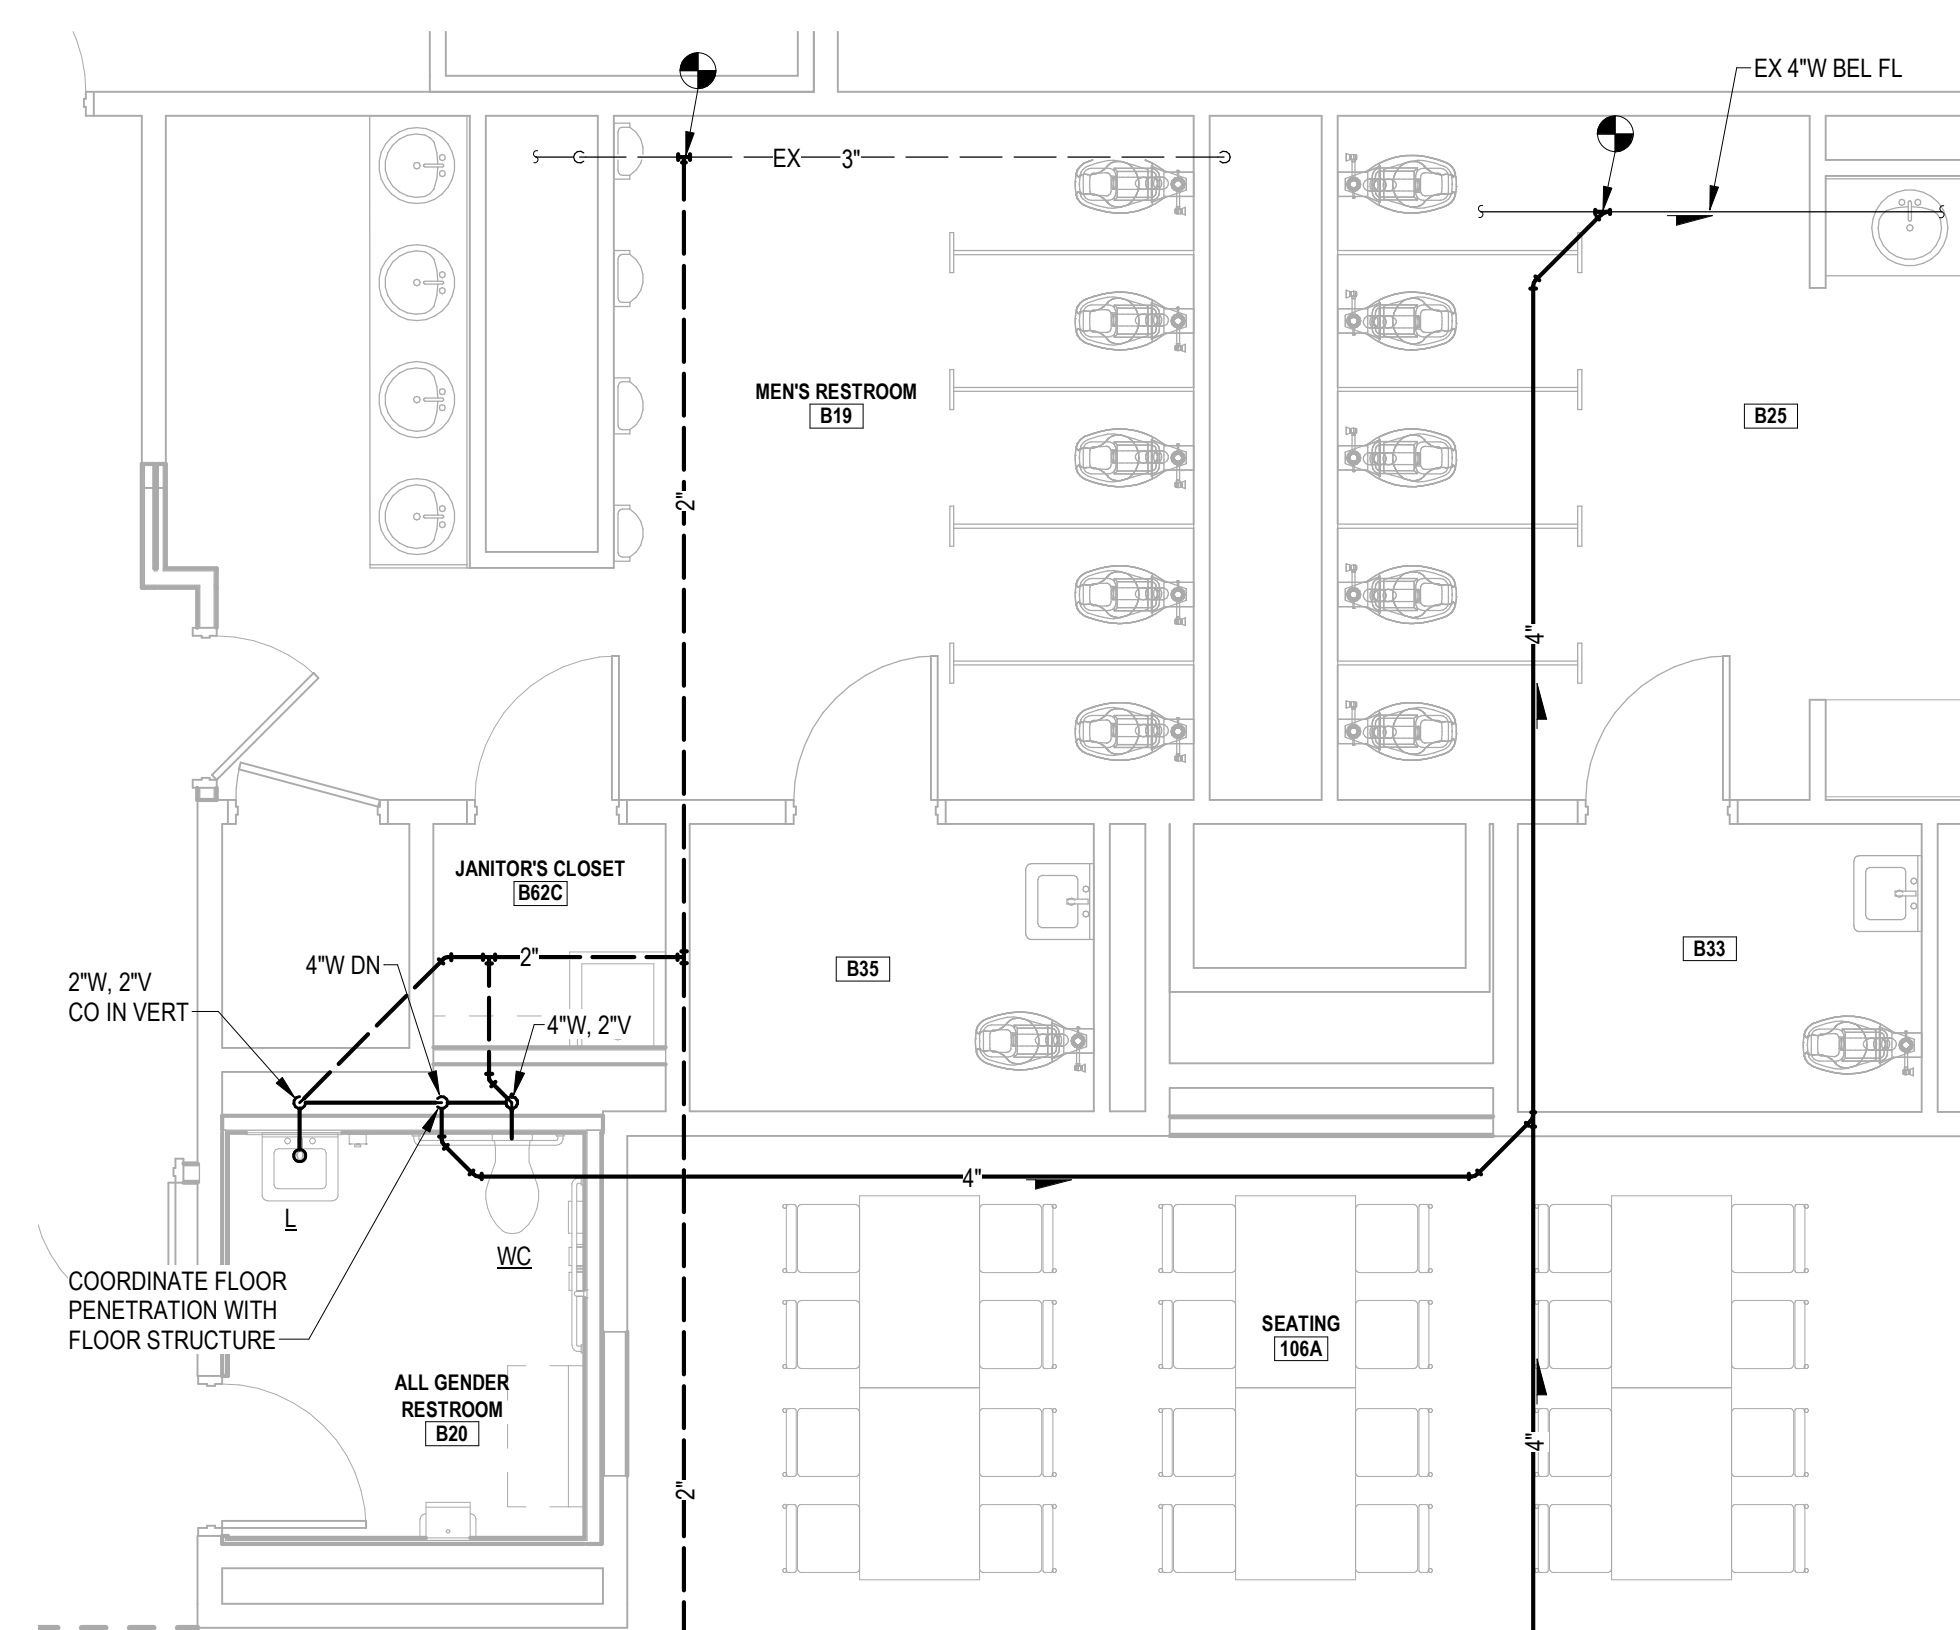 EX 4"W BEL FL
EX 3"
MEN'S RESTROOM
B19
B25
2"
4"
JANITOR'S CLOSET
B62C
2"
4"W DN
2"W, 2"V
CO IN VERT
4"W, 2"V
B35
B33
4"
L
WC
COORDINATE FLOOR
PENETRATION WITH
FLOOR STRUCTURE
SEATING
106A
ALL GENDER
RESTROOM
B20
2"
4"